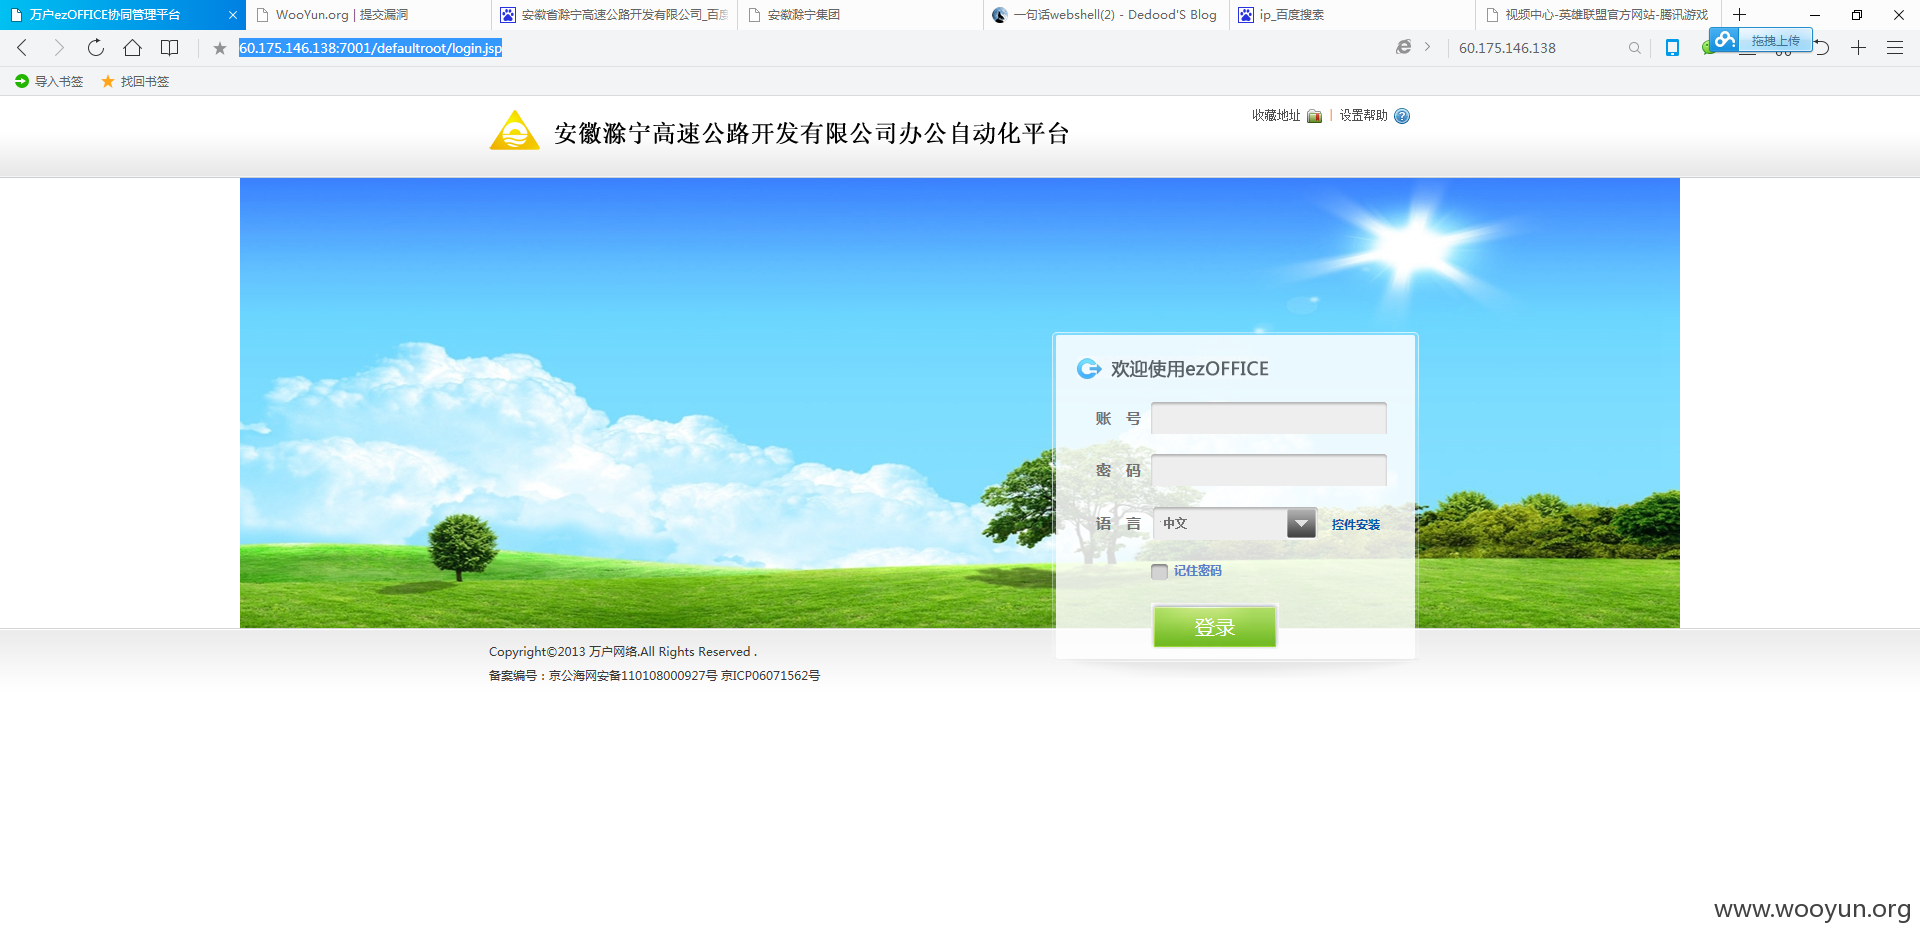 万户ezOFFICE协同管理平台
WooYun.org | 提交漏洞
安徽省滁宁高速公路开发有限公司_百度
安徽滁宁集团
一句话webshell(2) - Dedood'S Blog
ip_百度搜索
视频中心-英雄联盟官方网站-腾讯游戏
60.175.146.138:7001/defaultroot/login.jsp
60.175.146.138
拖拽上传
导入书签
找回书签
安徽滁宁高速公路开发有限公司办公自动化平台
收藏地址 | 设置帮助
欢迎使用ezOFFICE
账 号
密 码
语 言 中文 控件安装
记住密码
登录
Copyright©2013 万户网络.All Rights Reserved .
备案编号：京公海网安备110108000927号 京ICP06071562号
www.wooyun.org